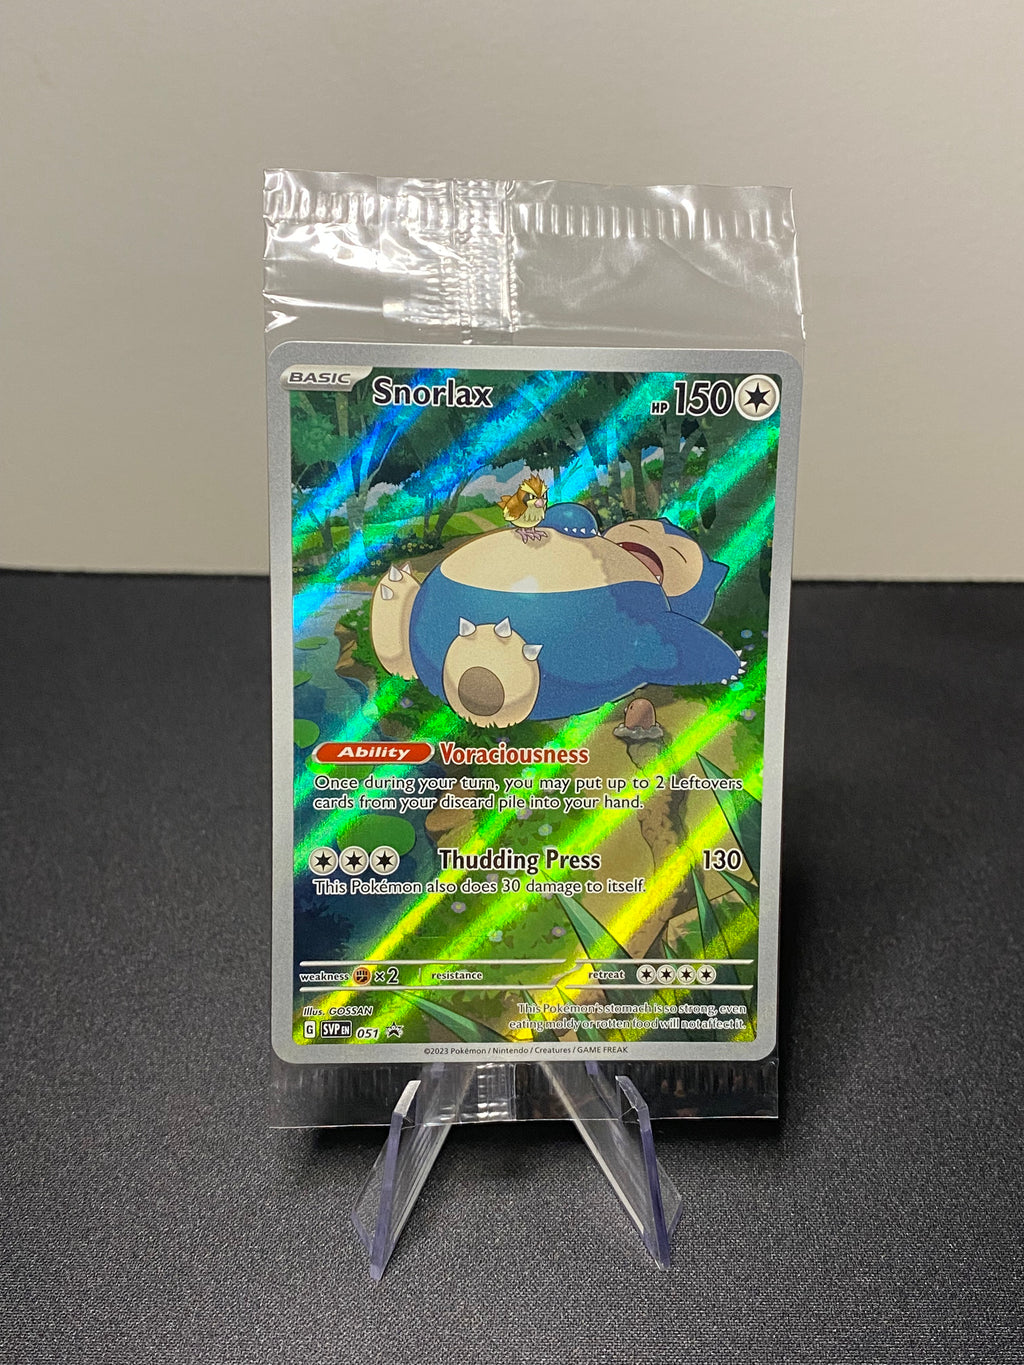 BASIC Snorlax HP 150
Ability Voraciousness
Once during your turn, you may put up to 2 Leftovers
cards from your discard pile into your hand.
Thudding Press 130
This Pokémon also does 30 damage to itself.
weakness ×2 resistance retreat
Illus. GOSSAN
This Pokémon's stomach is so strong, even
eating moldy or rotten food will not affect it.
G SVP EN 051
©2023 Pokémon / Nintendo / Creatures / GAME FREAK